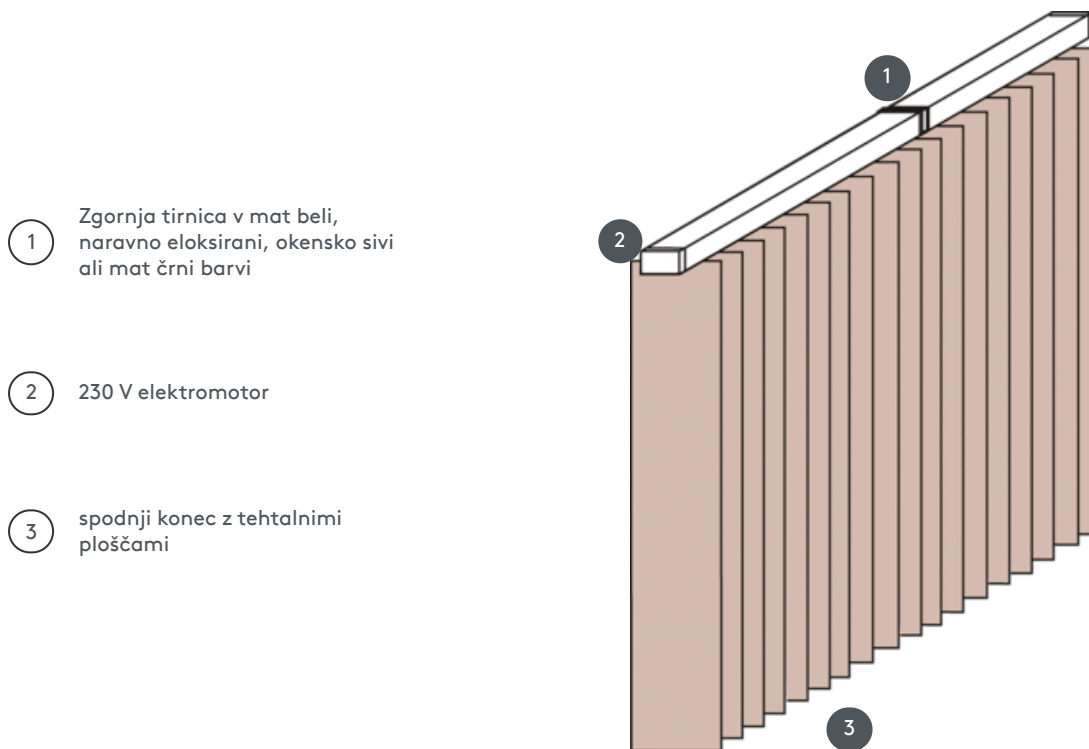 1
Zgornja tirnica v mat beli,
naravno eloksirani, okensko sivi
ali mat črni barvi
2
230 V elektromotor
3
spodnji konec z tehtalnimi
ploščami
1
2
3